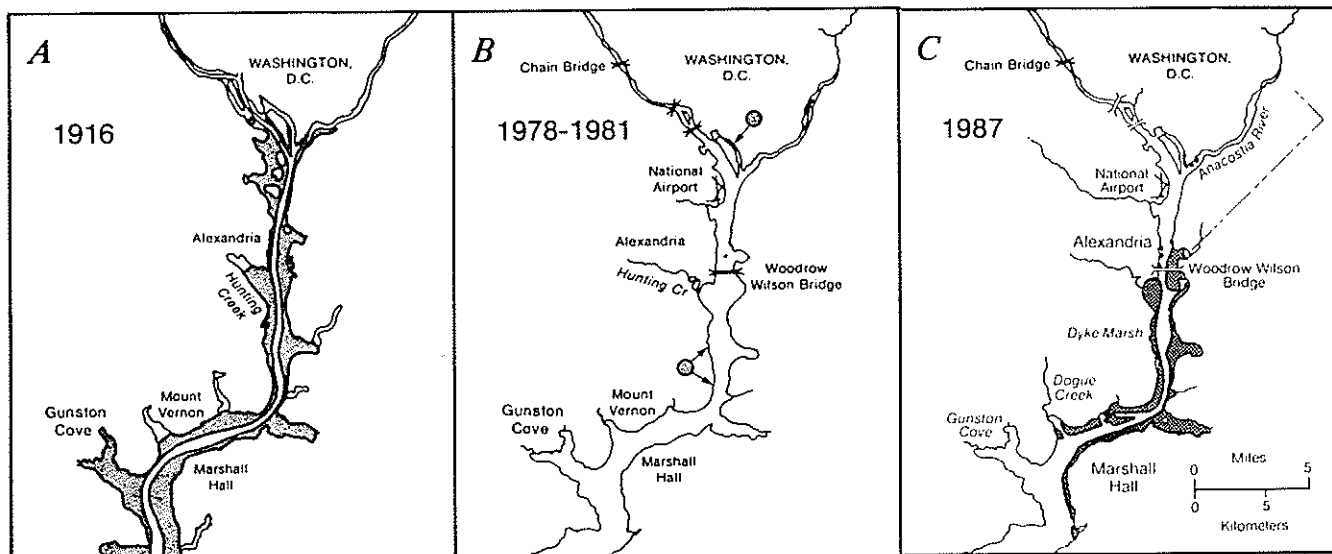 A
WASHINGTON,
D.C.
1916
Alexandria
Hunting
Creek
Mount
Vernon
Gunston
Cove
Marshall
Hall
B
Chain Bridge
WASHINGTON,
D.C.
1978-1981
National
Airport
Alexandria
Hunting Cr
Woodrow
Wilson Bridge
Mount
Vernon
Gunston
Cove
Marshall
Hall
C
Chain Bridge
WASHINGTON,
D.C.
1987
Anacostia River
National
Airport
Alexandria
Woodrow Wilson
Bridge
Dyke Marsh
Dogue
Creek
Gunston
Cove
Marshall
Hall
Miles
0 5
0 5
Kilometers